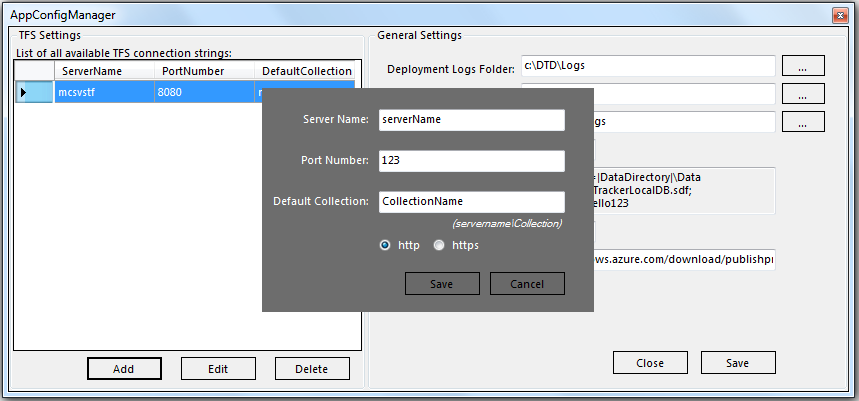 AppConfigManager
TFS Settings
List of all available TFS connection strings:
ServerName PortNumber DefaultCollection
mcsvstf 8080
Add Edit Delete
General Settings
Deployment Logs Folder: c:\DTD\Logs ...
...
gs ...
=|DataDirectory|\Data
TrackerLocalDB.sdf;
ello123
ows.azure.com/download/publishpr
Close Save
Server Name: serverName
Port Number: 123
Default Collection: CollectionName
(servername\Collection)
http https
Save Cancel